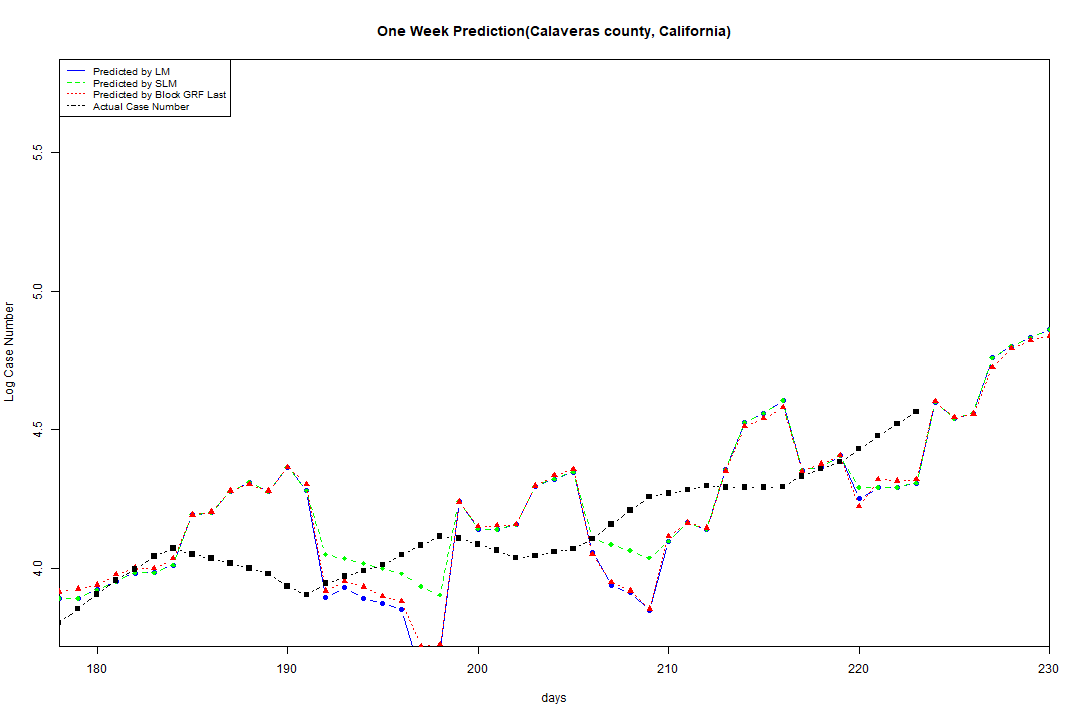 One Week Prediction(Calaveras county, California)
Predicted by LM
Predicted by SLM
Predicted by Block GRF Last
Actual Case Number
5.5
5.0
4.5
4.0
Log Case Number
180 190 200 210 220 230
days